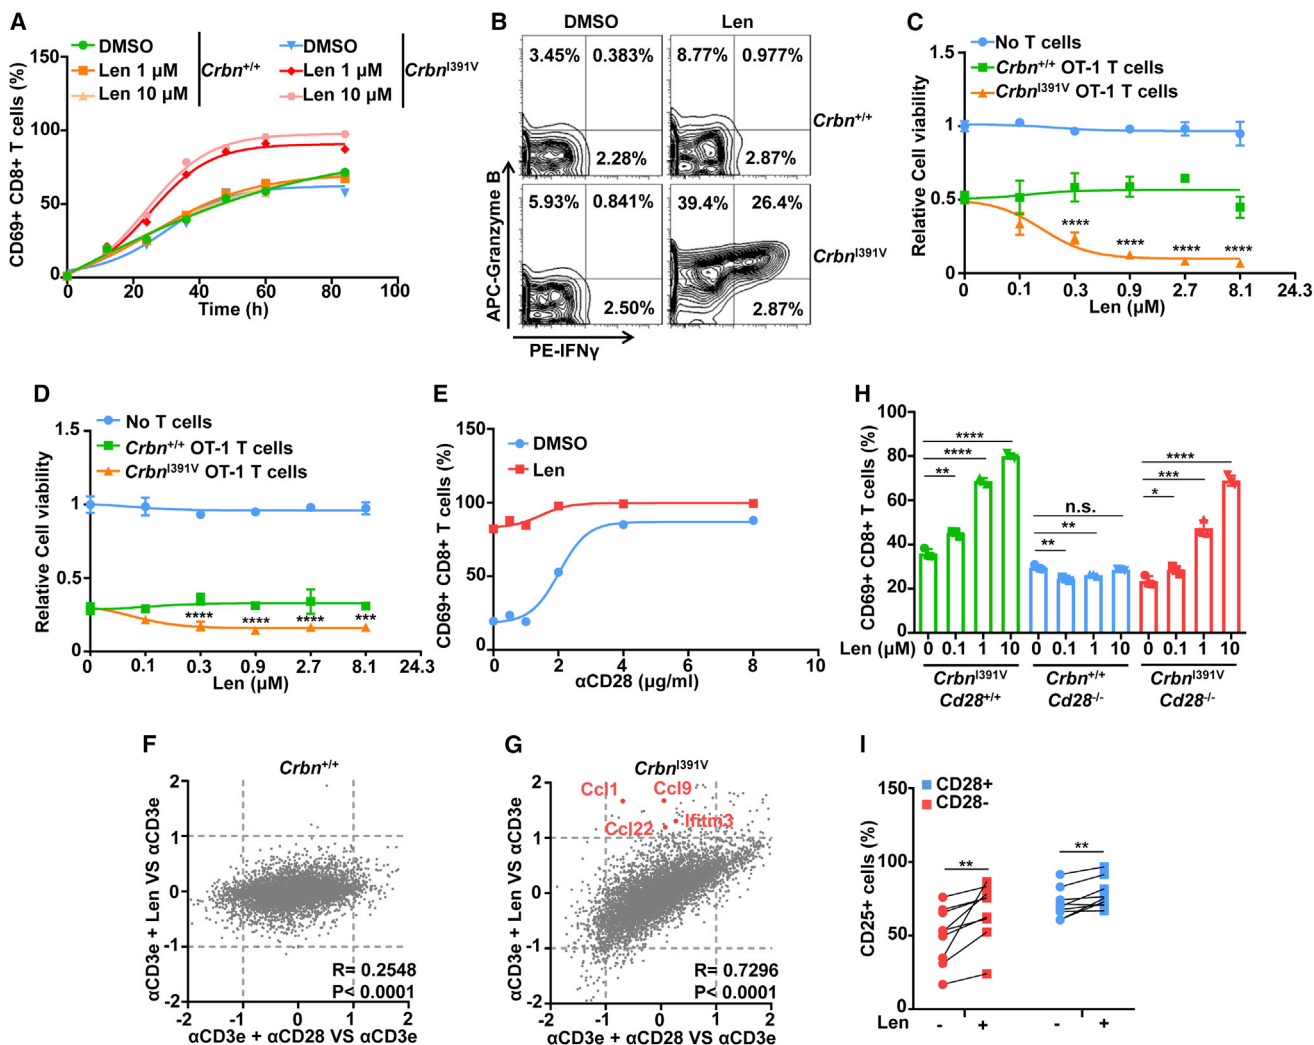 A
150
100
50
0
CD69+ CD8+ T cells (%)
DMSO
Len 1 µM
Len 10 µM
Crbn+/+
DMSO
Len 1 µM
Len 10 µM
CrbnI391V
0 20 40 60 80 100
Time (h)
B
DMSO Len
3.45% 0.383% 8.77% 0.977%
2.28% 2.87%
Crbn+/+
5.93% 0.841% 39.4% 26.4%
2.50% 2.87%
CrbnI391V
APC-Granzyme B
PE-IFNγ
C
1.5
1
0.5
0
Relative Cell viability
No T cells
Crbn+/+ OT-1 T cells
CrbnI391V OT-1 T cells
**** **** **** ****
0 0.1 0.3 0.9 2.7 8.1 24.3
Len (µM)
D
1.5
1
0.5
0
Relative Cell viability
No T cells
Crbn+/+ OT-1 T cells
CrbnI391V OT-1 T cells
**** **** **** ***
0 0.1 0.3 0.9 2.7 8.1 24.3
Len (µM)
E
150
100
50
0
CD69+ CD8+ T cells (%)
DMSO
Len
0 2 4 6 8 10
αCD28 (µg/ml)
H
100
80
60
40
20
0
CD69+ CD8+ T cells (%)
****
****
**
n.s.
**
**
****
***
*
Len (µM) 0 0.1 1 10 0 0.1 1 10 0 0.1 1 10
CrbnI391V Crbn+/+ CrbnI391V
Cd28+/+ Cd28-/- Cd28-/-
F
Crbn+/+
2
1
0
-1
-2
αCD3e + Len VS αCD3e
R= 0.2548
P< 0.0001
-2 -1 0 1 2
αCD3e + αCD28 VS αCD3e
G
CrbnI391V
2
1
0
-1
-2
αCD3e + Len VS αCD3e
Ccl1 Ccl9
Ccl22 Ifitm3
R= 0.7296
P< 0.0001
-2 -1 0 1 2
αCD3e + αCD28 VS αCD3e
I
150
100
50
0
CD25+ cells (%)
CD28+
CD28-
** **
Len - + - +